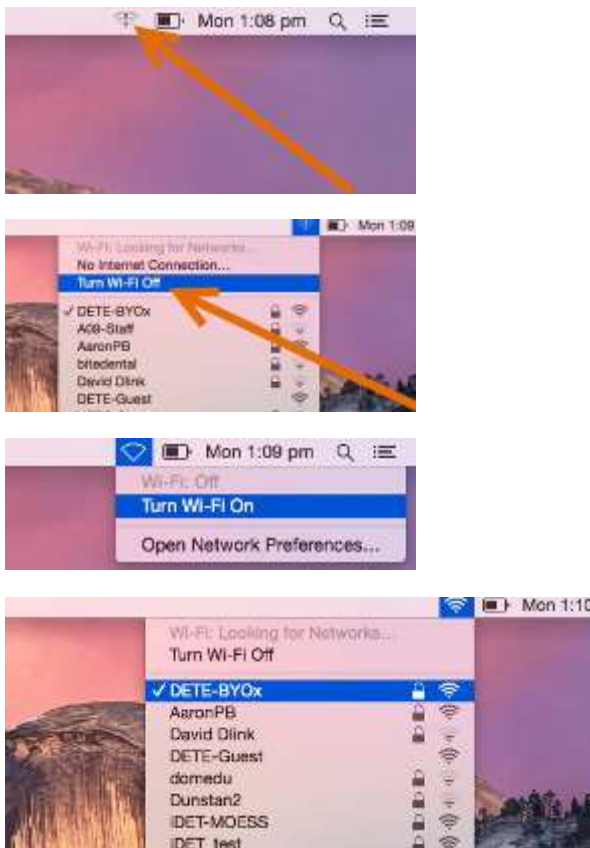 Mon 1:08 pm
Mon 1:09
Wi-Fi: Looking for Networks...
No Internet Connection...
Turn Wi-Fi Off
✓ DETE-BYOx
A09-Staff
AaronPB
bitedental
David Dlink
DETE-Guest
Mon 1:09 pm
Wi-Fi: Off
Turn Wi-Fi On
Open Network Preferences...
Mon 1:10
Wi-Fi: Looking for Networks...
Turn Wi-Fi Off
✓ DETE-BYOx
AaronPB
David Dlink
DETE-Guest
domedu
Dunstan2
iDET-MOESS
iDET_test